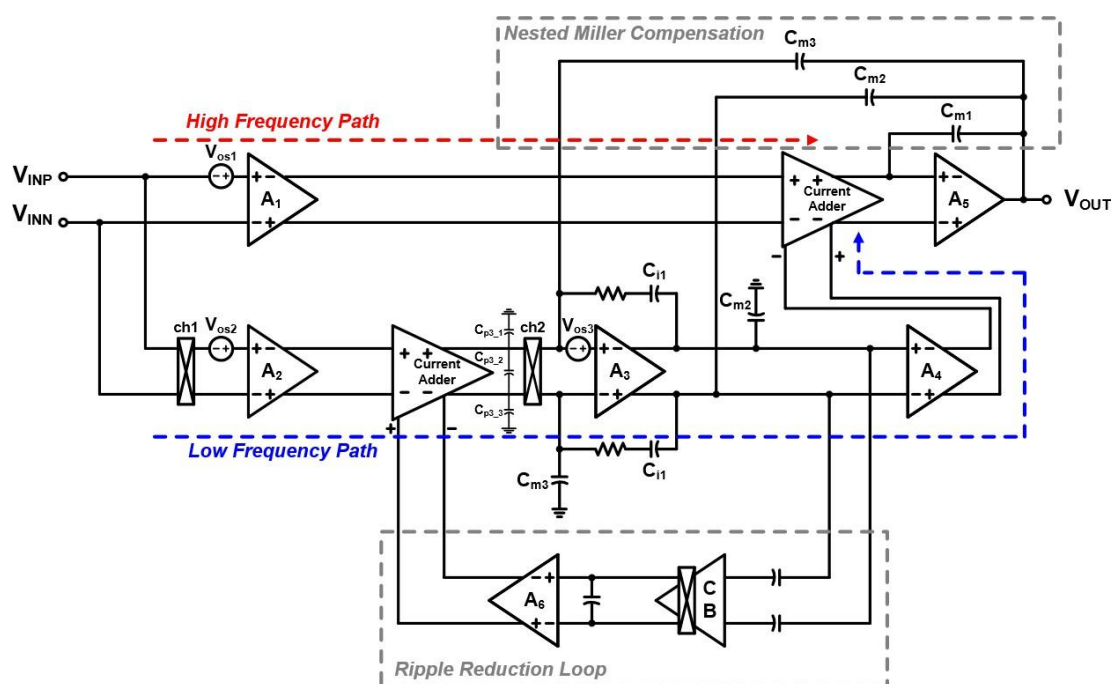 Nested Miller Compensation
Cm3
Cm2
Cm1
High Frequency Path
Vos1
VINP
VINN
+ -
- +
A1
+ +
Current
Adder
- -
+ -
- +
A5
VOUT
- +
Ci1
Cm2
ch1
Vos2
+ -
- +
A2
+ +
Current
Adder
- -
+ -
Cp3_1
Cp3_2
Cp3_3
ch2
Vos3
+ -
- +
A3
+ -
- +
A4
Low Frequency Path
Ci1
Cm3
A6
- +
+ -
C
B
Ripple Reduction Loop